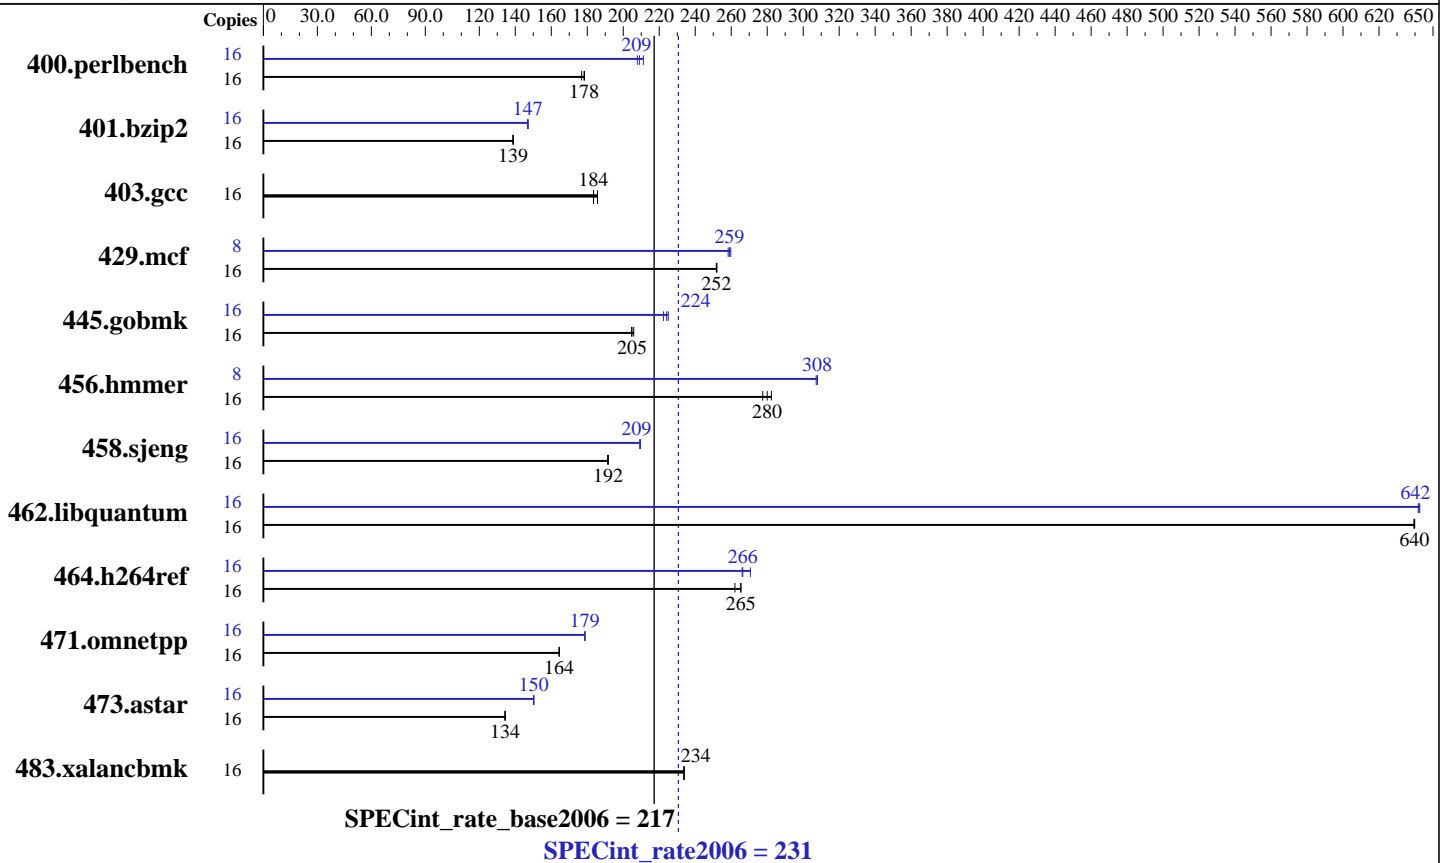 Copies 0 30.0 60.0 90.0 120 140 160 180 200 220 240 260 280 300 320 340 360 380 400 420 440 460 480 500 520 540 560 580 600 620 650
400.perlbench 16 209
16 178
401.bzip2 16 147
16 139
403.gcc 16 184
429.mcf 8 259
16 252
445.gobmk 16 224
16 205
456.hmmer 8 308
16 280
458.sjeng 16 209
16 192
462.libquantum 16 642
16 640
464.h264ref 16 266
16 265
471.omnetpp 16 179
16 164
473.astar 16 150
16 134
483.xalancbmk 16 234
SPECint_rate_base2006 = 217
SPECint_rate2006 = 231